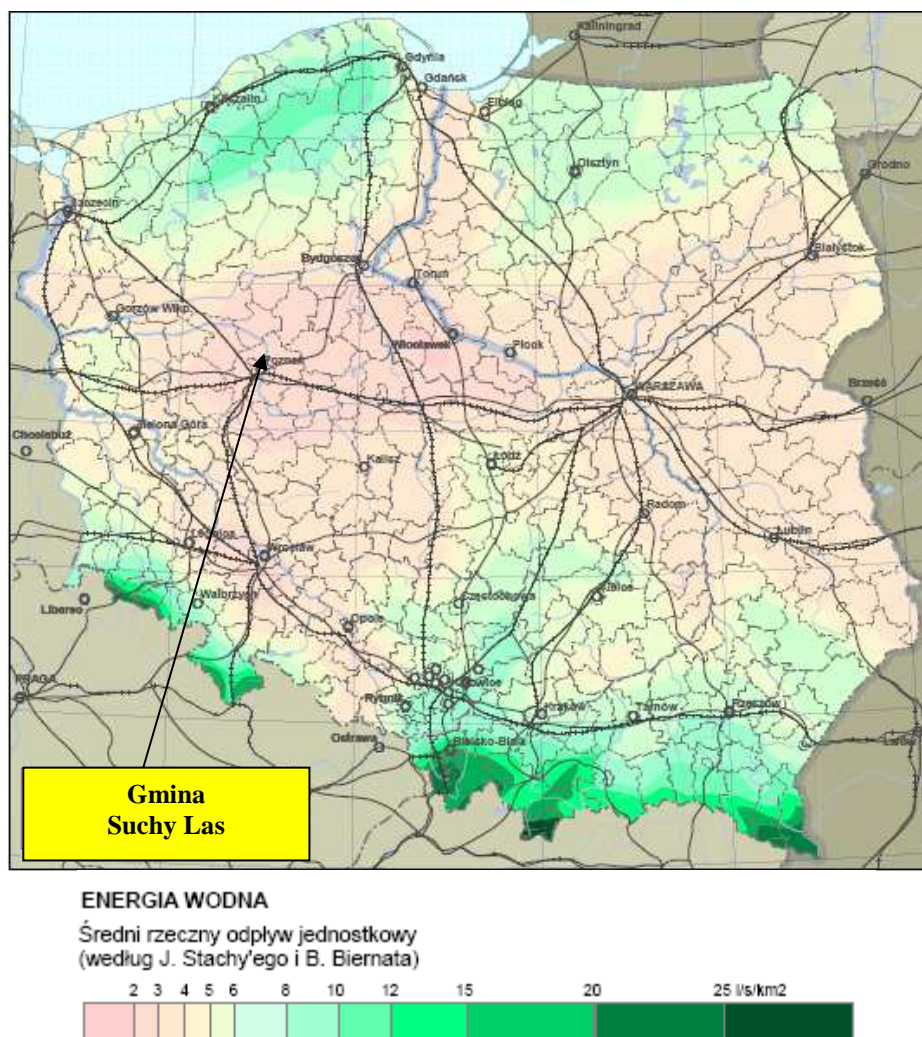 Kaliningrad
Gdynia
Gdańsk
Elbląg
Koszalin
Olsztyn
Grodno
Szczecin
Białystok
Bydgoszcz
Toruń
Gorzów Wlkp.
Włocławek
Płock
Poznań
WARSZAWA
Brześć
Zielona Góra
Kalisz
Łódź
Radom
Lublin
Legnica
Wrocław
Wałbrzych
Częstochowa
Kielce
Opole
PRAGA
Rybnik
Kraków
Tarnów
Rzeszów
Ostrawa
Bielsko-Biała
Lwów
Gmina
Suchy Las
ENERGIA WODNA
Średni rzeczny odpływ jednostkowy
(według J. Stachy'ego i B. Biernata)
2 3 4 5 6 8 10 12 15 20 25 l/s/km2